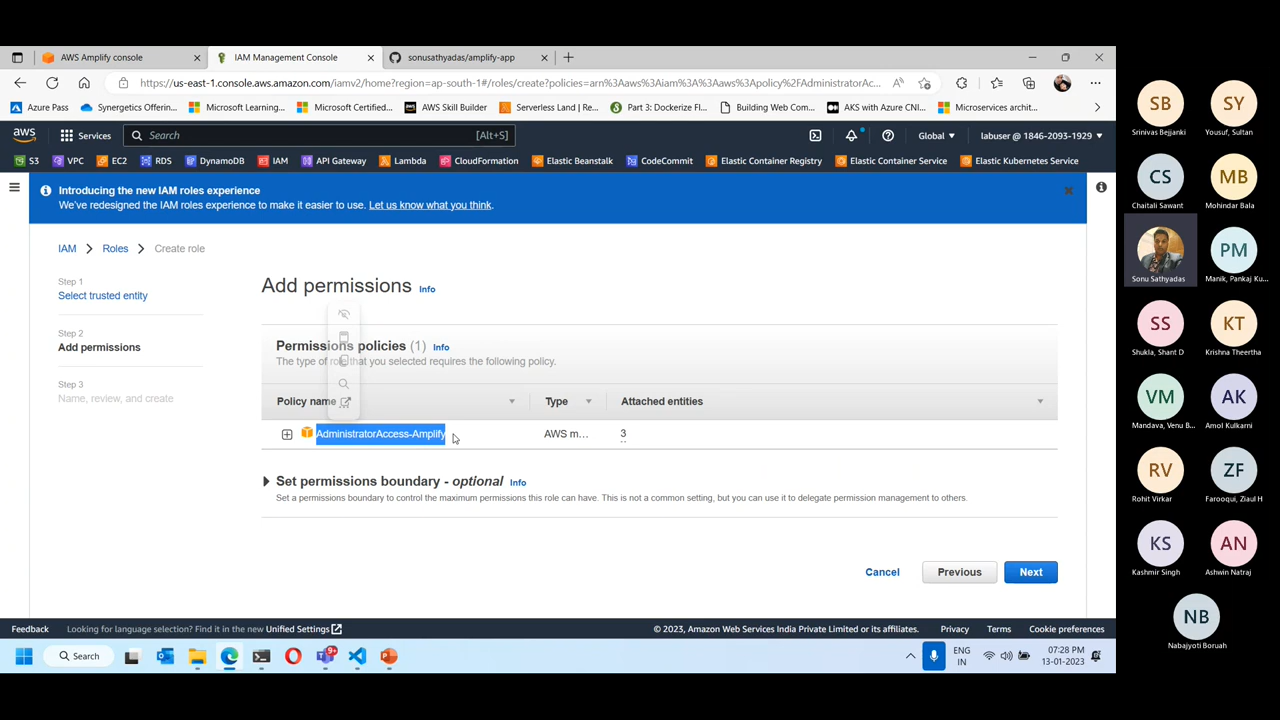 AWS Amplify console
IAM Management Console
sonusathyadas/amplify-app
https://us-east-1.console.aws.amazon.com/iamv2/home?region=ap-south-1#/roles/create?policies=arn%3Aaws%3Aiam%3A%3Aaws%3Apolicy%2FAdministratorAc...
Azure Pass
Synergetics Offering...
Microsoft Learning...
Microsoft Certified...
AWS Skill Builder
Serverless Land | Re...
Part 3: Dockerize Fl...
Building Web Com...
AKS with Azure CNI...
Microservices archit...
aws
Services
Search
[Alt+S]
Global
labuser @ 1846-2093-1929
S3
VPC
EC2
RDS
DynamoDB
IAM
API Gateway
Lambda
CloudFormation
Elastic Beanstalk
CodeCommit
Elastic Container Registry
Elastic Container Service
Elastic Kubernetes Service
Introducing the new IAM roles experience
We've redesigned the IAM roles experience to make it easier to use. Let us know what you think.
IAM
Roles
Create role
Step 1
Select trusted entity
Step 2
Add permissions
Step 3
Name, review, and create
Add permissions Info
Permissions policies (1) Info
The type of role that you selected requires the following policy.
Policy name
Type
Attached entities
AdministratorAccess-Amplify
AWS m...
3
Set permissions boundary - optional Info
Set a permissions boundary to control the maximum permissions this role can have. This is not a common setting, but you can use it to delegate permission management to others.
Cancel
Previous
Next
Feedback
Looking for language selection? Find it in the new Unified Settings
© 2023, Amazon Web Services India Private Limited or its affiliates.
Privacy
Terms
Cookie preferences
Search
9+
ENG
IN
07:28 PM
13-01-2023
SB
Srinivas Bejjanki
SY
Yousuf, Sultan
CS
Chaitali Sawant
MB
Mohindar Bala
Sonu Sathyadas
PM
Manik, Pankaj Ku...
SS
Shukla, Shant D
KT
Krishna Theertha
VM
Mandava, Venu B...
AK
Amol Kulkarni
RV
Rohit Virkar
ZF
Farooqui, Ziaul H
KS
Kashmir Singh
AN
Ashwin Natraj
NB
Nabajyoti Boruah